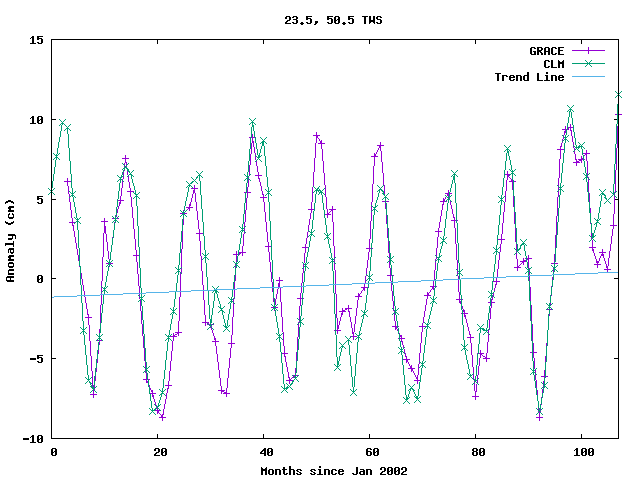 23.5, 50.5 TWS
GRACE
CLM
Trend Line
15
10
5
0
-5
-10
Anomaly (cm)
0 20 40 60 80 100
Months since Jan 2002